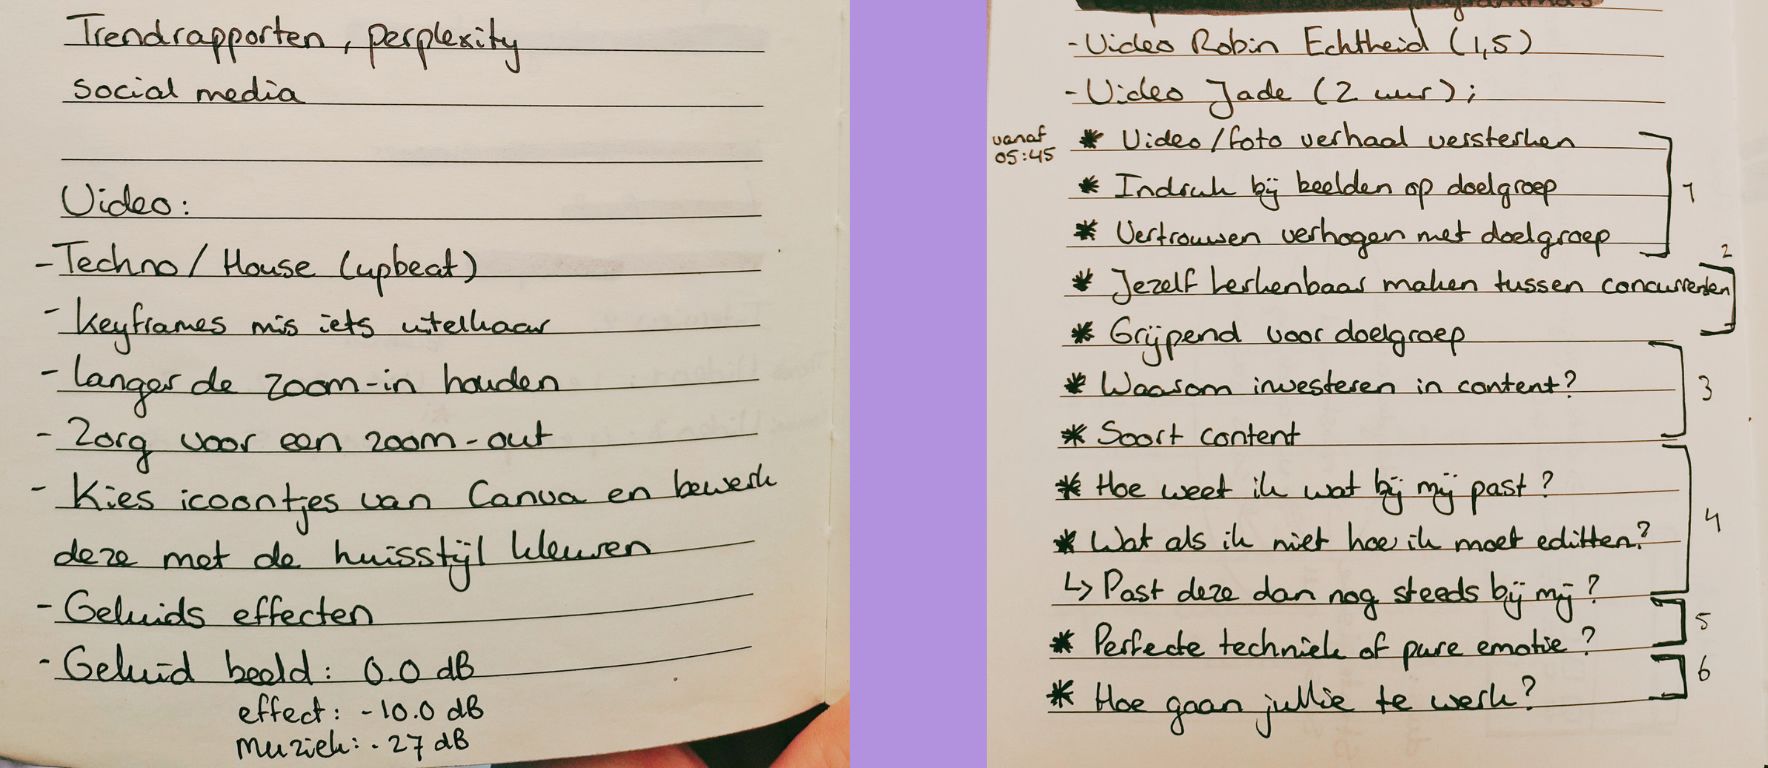 Trendrapporten, perplexity
social media
Video:
- Techno / House (upbeat)
- keyframes mis iets uitelkaar
- langer de zoom-in houden
- Zorg voor een zoom-out
- Kies icoontjes van Canva en bewerk
deze met de huisstijl kleuren
- Geluids effecten
- Geluid beeld: 0.0 dB
effect: -10.0 dB
muziek: -27 dB
- Video Robin Echtheid (1,5)
- Video Jade (2 uur);
vanaf
05:45
* Video / foto verhaal versterken
* Indruk bij beelden op doelgroep
* Vertrouwen verhogen met doelgroep
1
* Jezelf herkenbaar maken tussen concurrenten
2
* Grijpend voor doelgroep
* Waarom investeren in content?
3
* Soort content
* Hoe weet ik wat bij mij past?
* Wat als ik niet hoe ik moet editten?
4
↳ Past deze dan nog steeds bij mij?
* Perfecte techniek of pure emotie?
5
* Hoe gaan jullie te werk?
6